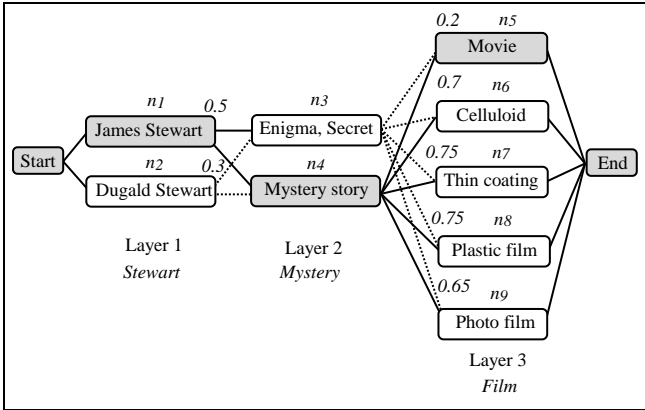 0.2 n5
Movie
0.7 n6
Celluloid
n1 0.5
James Stewart
n3
Enigma, Secret
Start
0.75 n7
Thin coating
End
n2 0.3
Dugald Stewart
n4
Mystery story
0.75 n8
Plastic film
Layer 1
Stewart
Layer 2
Mystery
0.65 n9
Photo film
Layer 3
Film